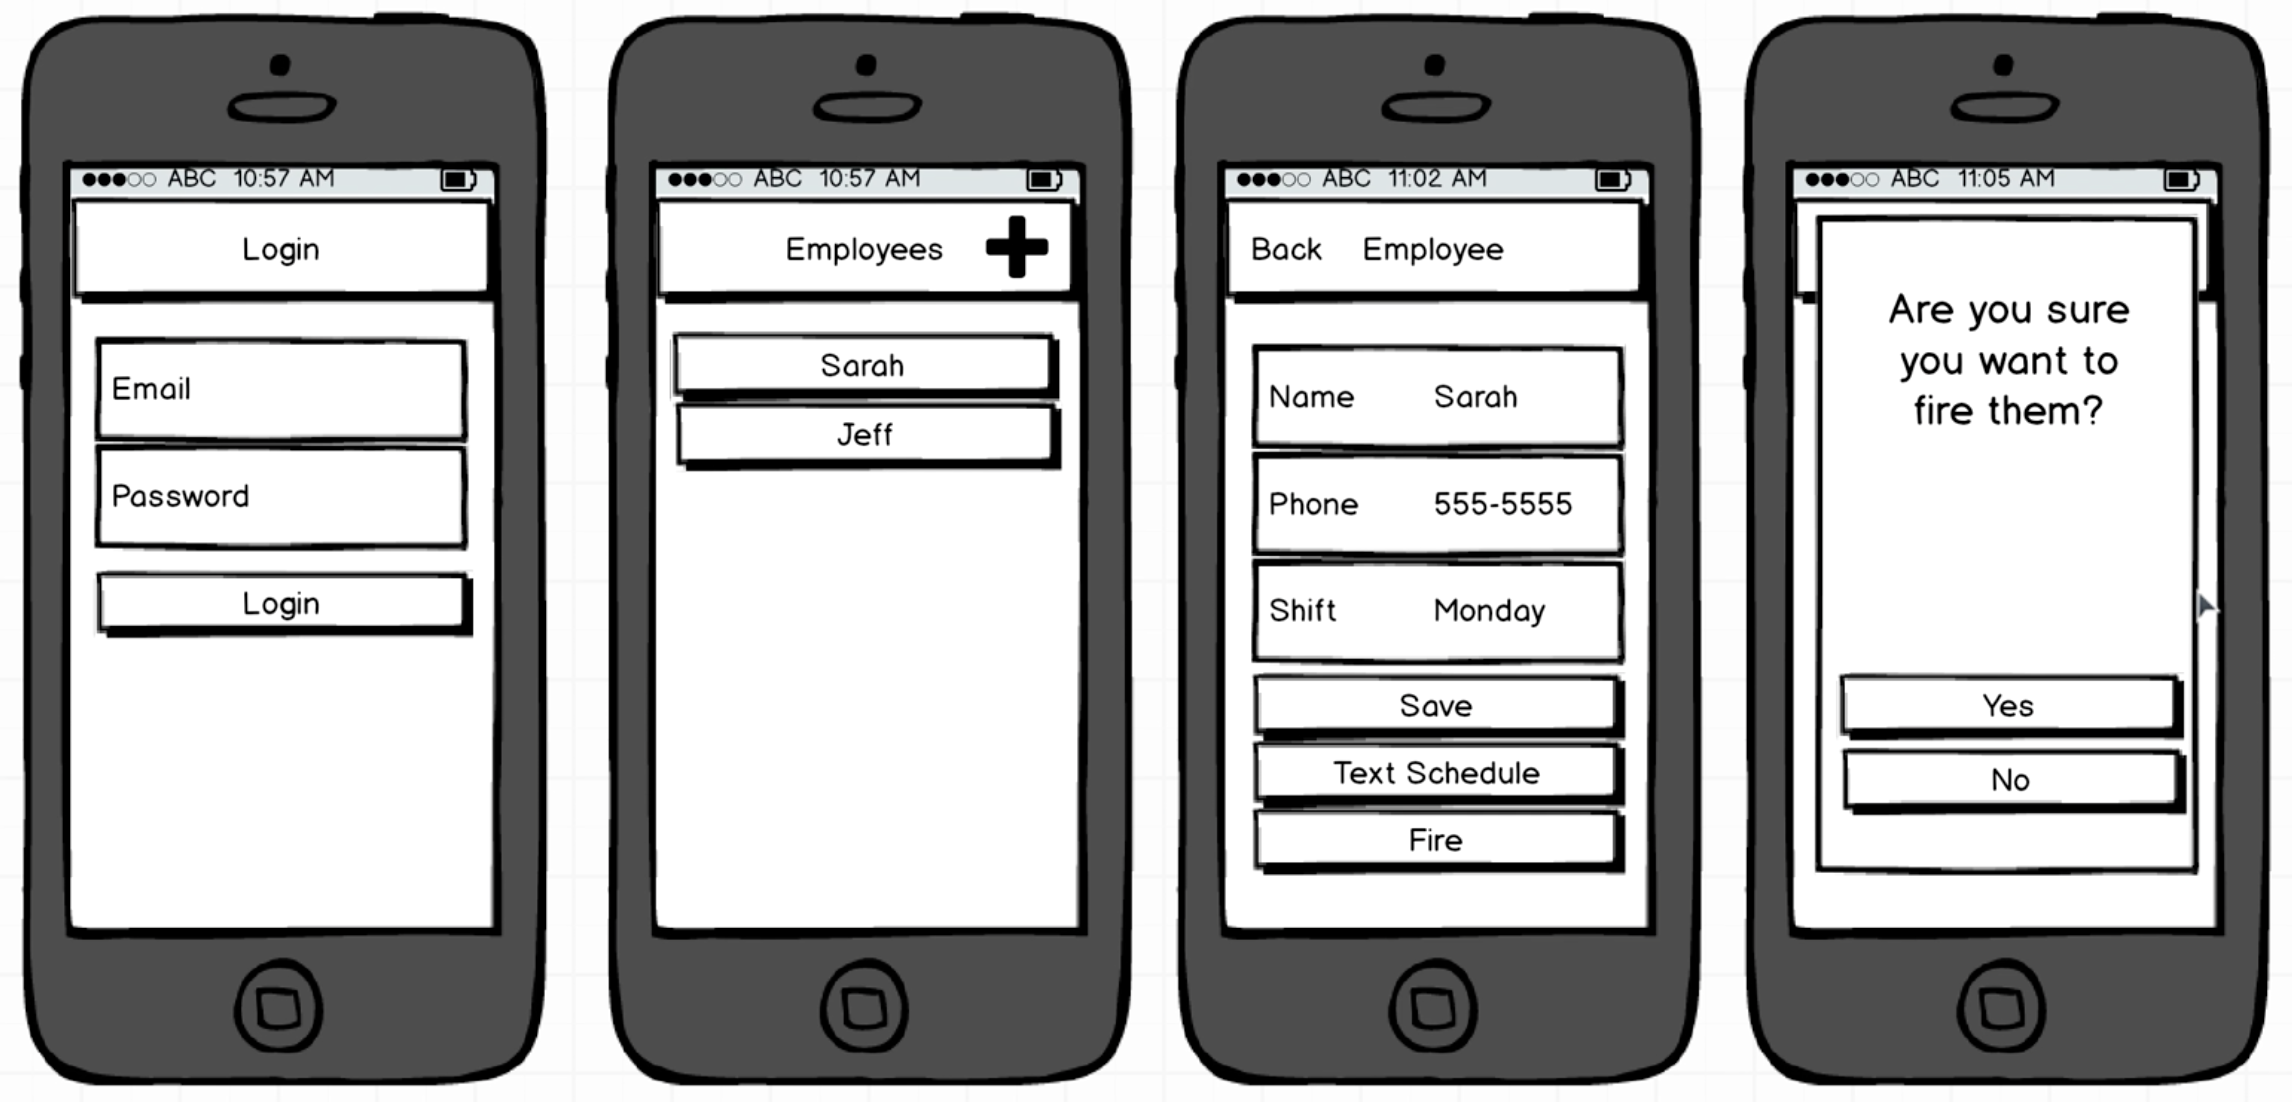 ABC 10:57 AM
Login
Email
Password
Login
ABC 10:57 AM
Employees
Sarah
Jeff
ABC 11:02 AM
Back Employee
Name Sarah
Phone 555-5555
Shift Monday
Save
Text Schedule
Fire
ABC 11:05 AM
Are you sure
you want to
fire them?
Yes
No